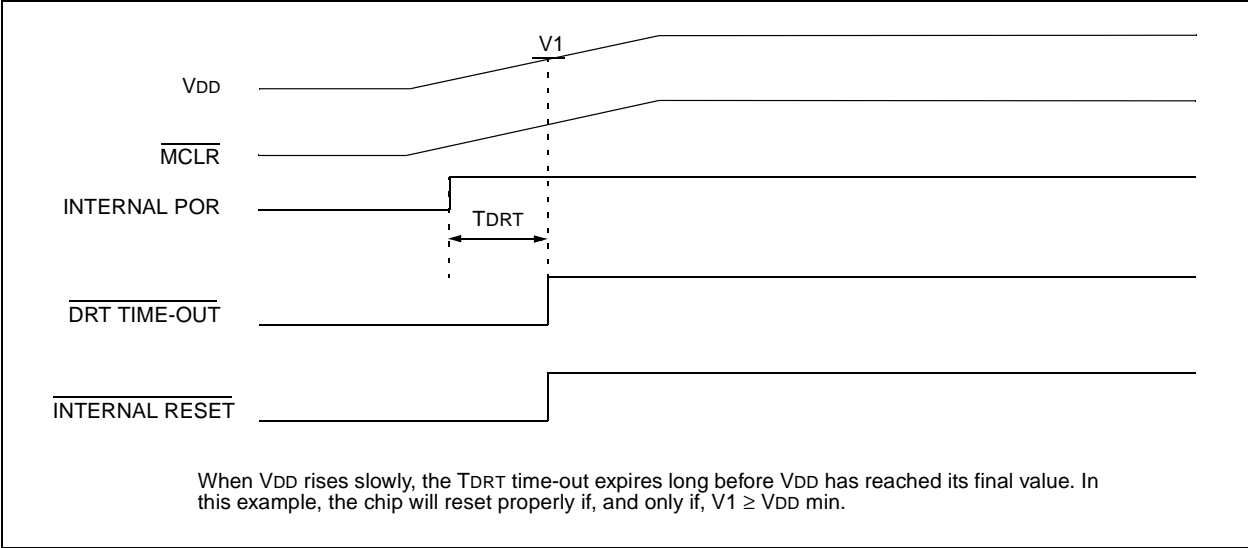 V1
VDD
MCLR
INTERNAL POR
TDRT
DRT TIME-OUT
INTERNAL RESET
When VDD rises slowly, the TDRT time-out expires long before VDD has reached its final value. In
this example, the chip will reset properly if, and only if, V1 ≥ VDD min.